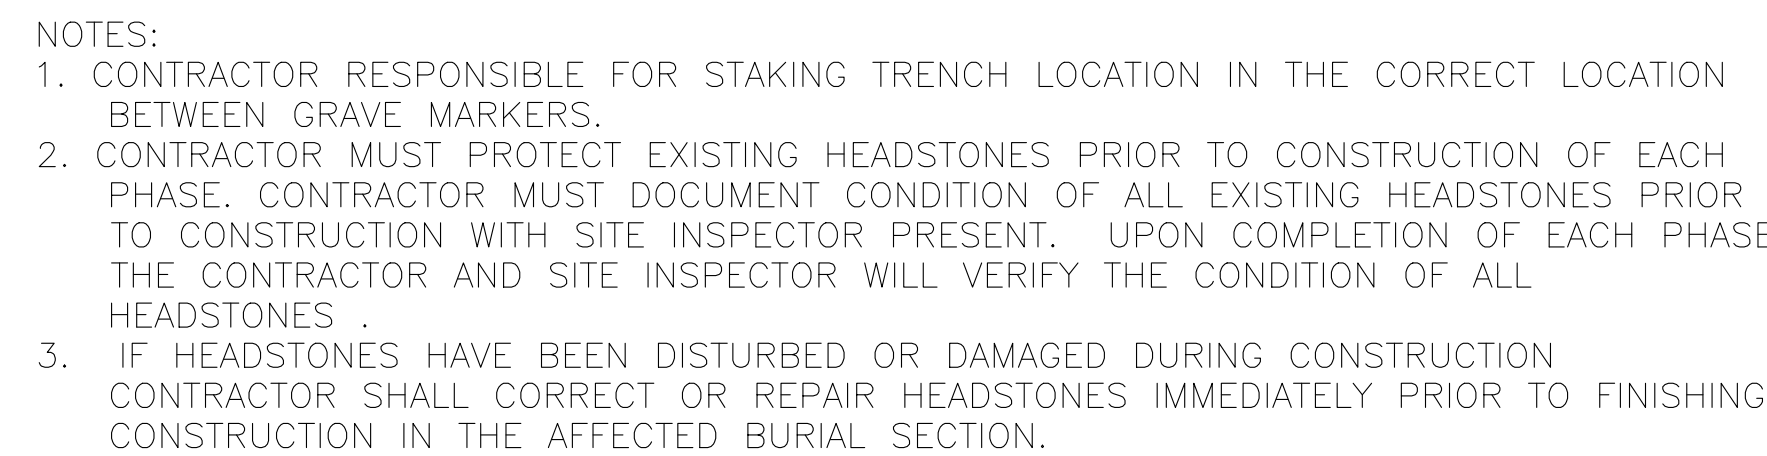 NOTES:
1. CONTRACTOR RESPONSIBLE FOR STAKING TRENCH LOCATION IN THE CORRECT LOCATION
BETWEEN GRAVE MARKERS.
2. CONTRACTOR MUST PROTECT EXISTING HEADSTONES PRIOR TO CONSTRUCTION OF EACH
PHASE. CONTRACTOR MUST DOCUMENT CONDITION OF ALL EXISTING HEADSTONES PRIOR
TO CONSTRUCTION WITH SITE INSPECTOR PRESENT. UPON COMPLETION OF EACH PHASE
THE CONTRACTOR AND SITE INSPECTOR WILL VERIFY THE CONDITION OF ALL
HEADSTONES .
3. IF HEADSTONES HAVE BEEN DISTURBED OR DAMAGED DURING CONSTRUCTION
CONTRACTOR SHALL CORRECT OR REPAIR HEADSTONES IMMEDIATELY PRIOR TO FINISHING
CONSTRUCTION IN THE AFFECTED BURIAL SECTION.